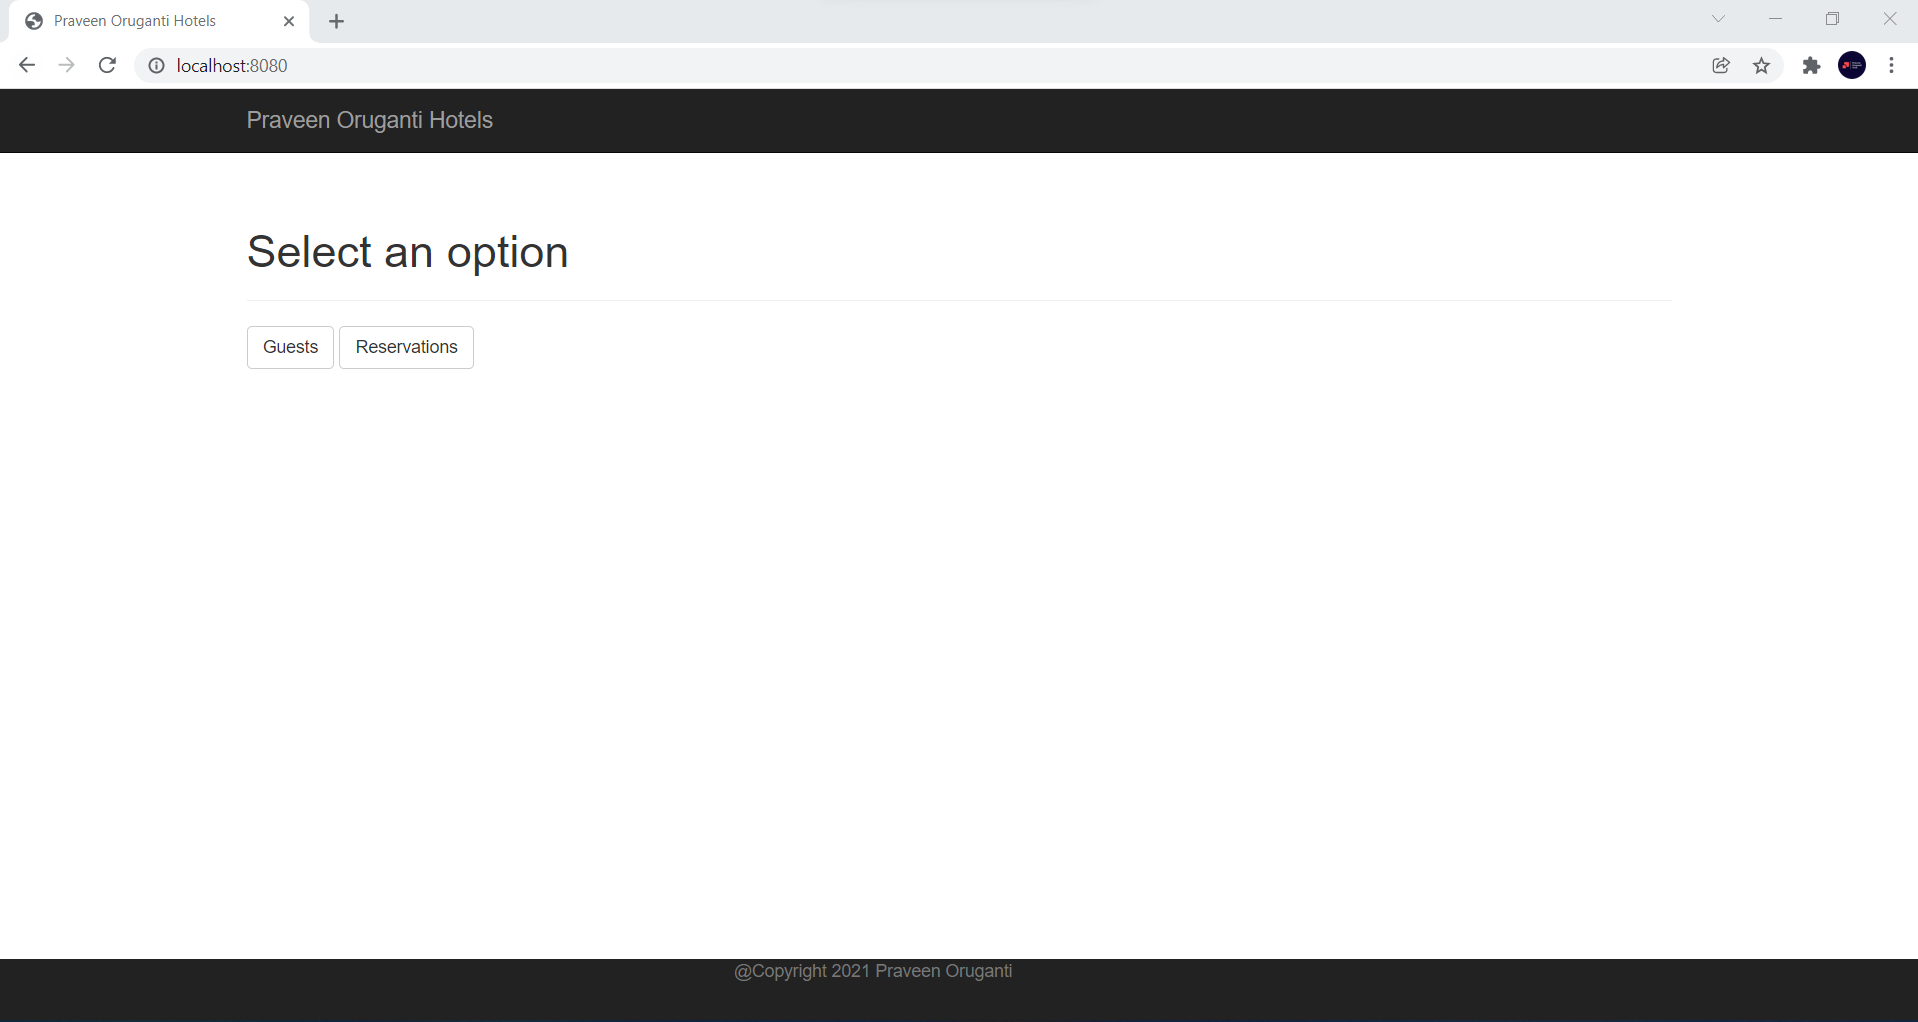 Praveen Oruganti Hotels
localhost:8080
Praveen Oruganti Hotels
Select an option
Guests
Reservations
@Copyright 2021 Praveen Oruganti